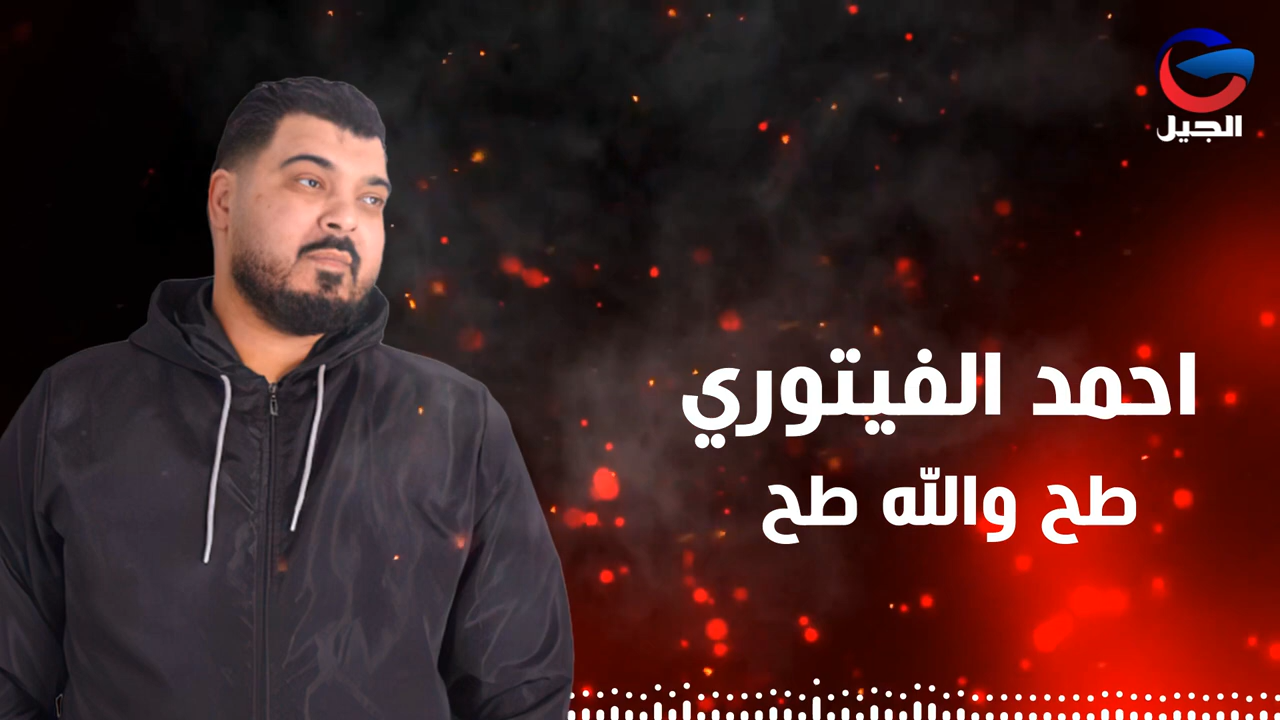 الجيل
احمد الفيتوري
طح والله طح